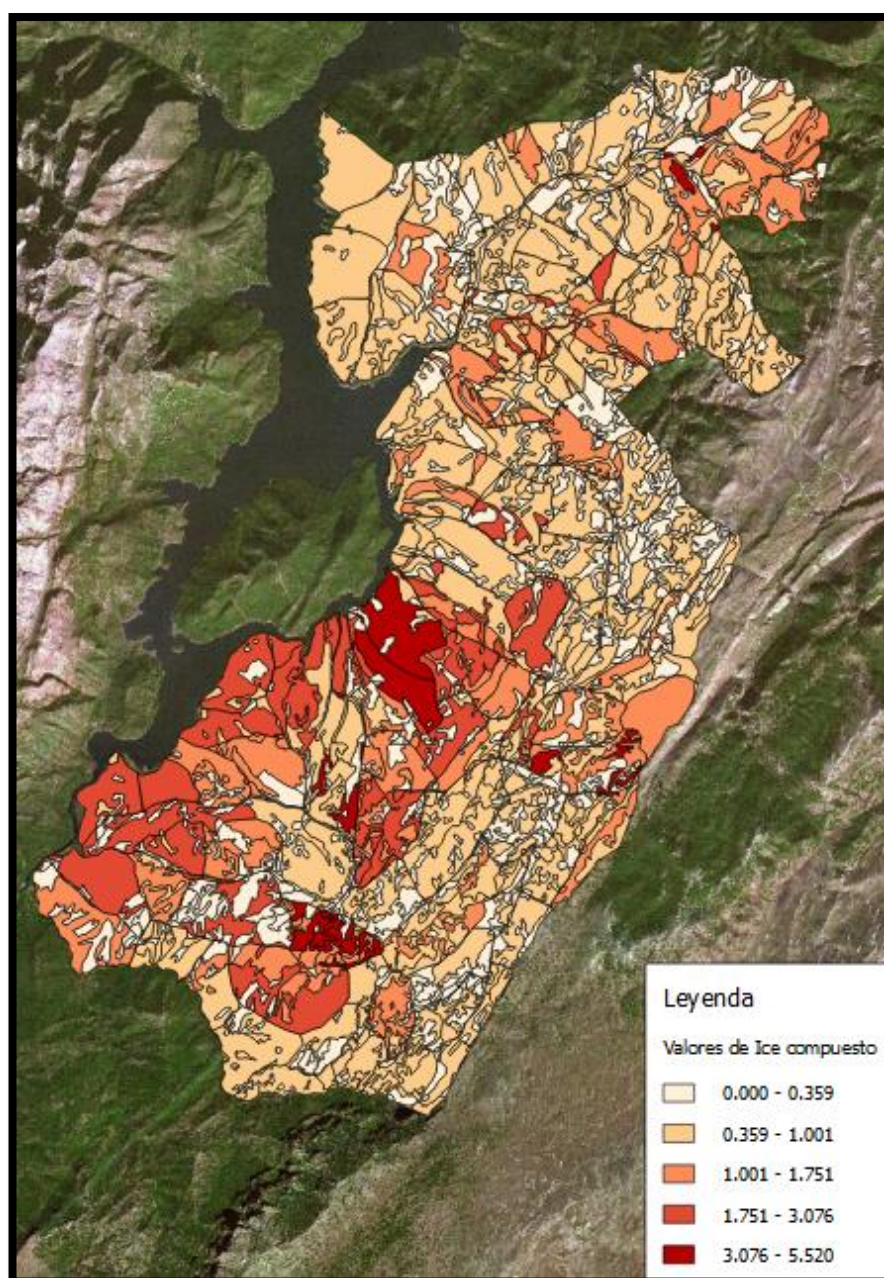 Leyenda
Valores de Ice compuesto
0.000 - 0.359
0.359 - 1.001
1.001 - 1.751
1.751 - 3.076
3.076 - 5.520